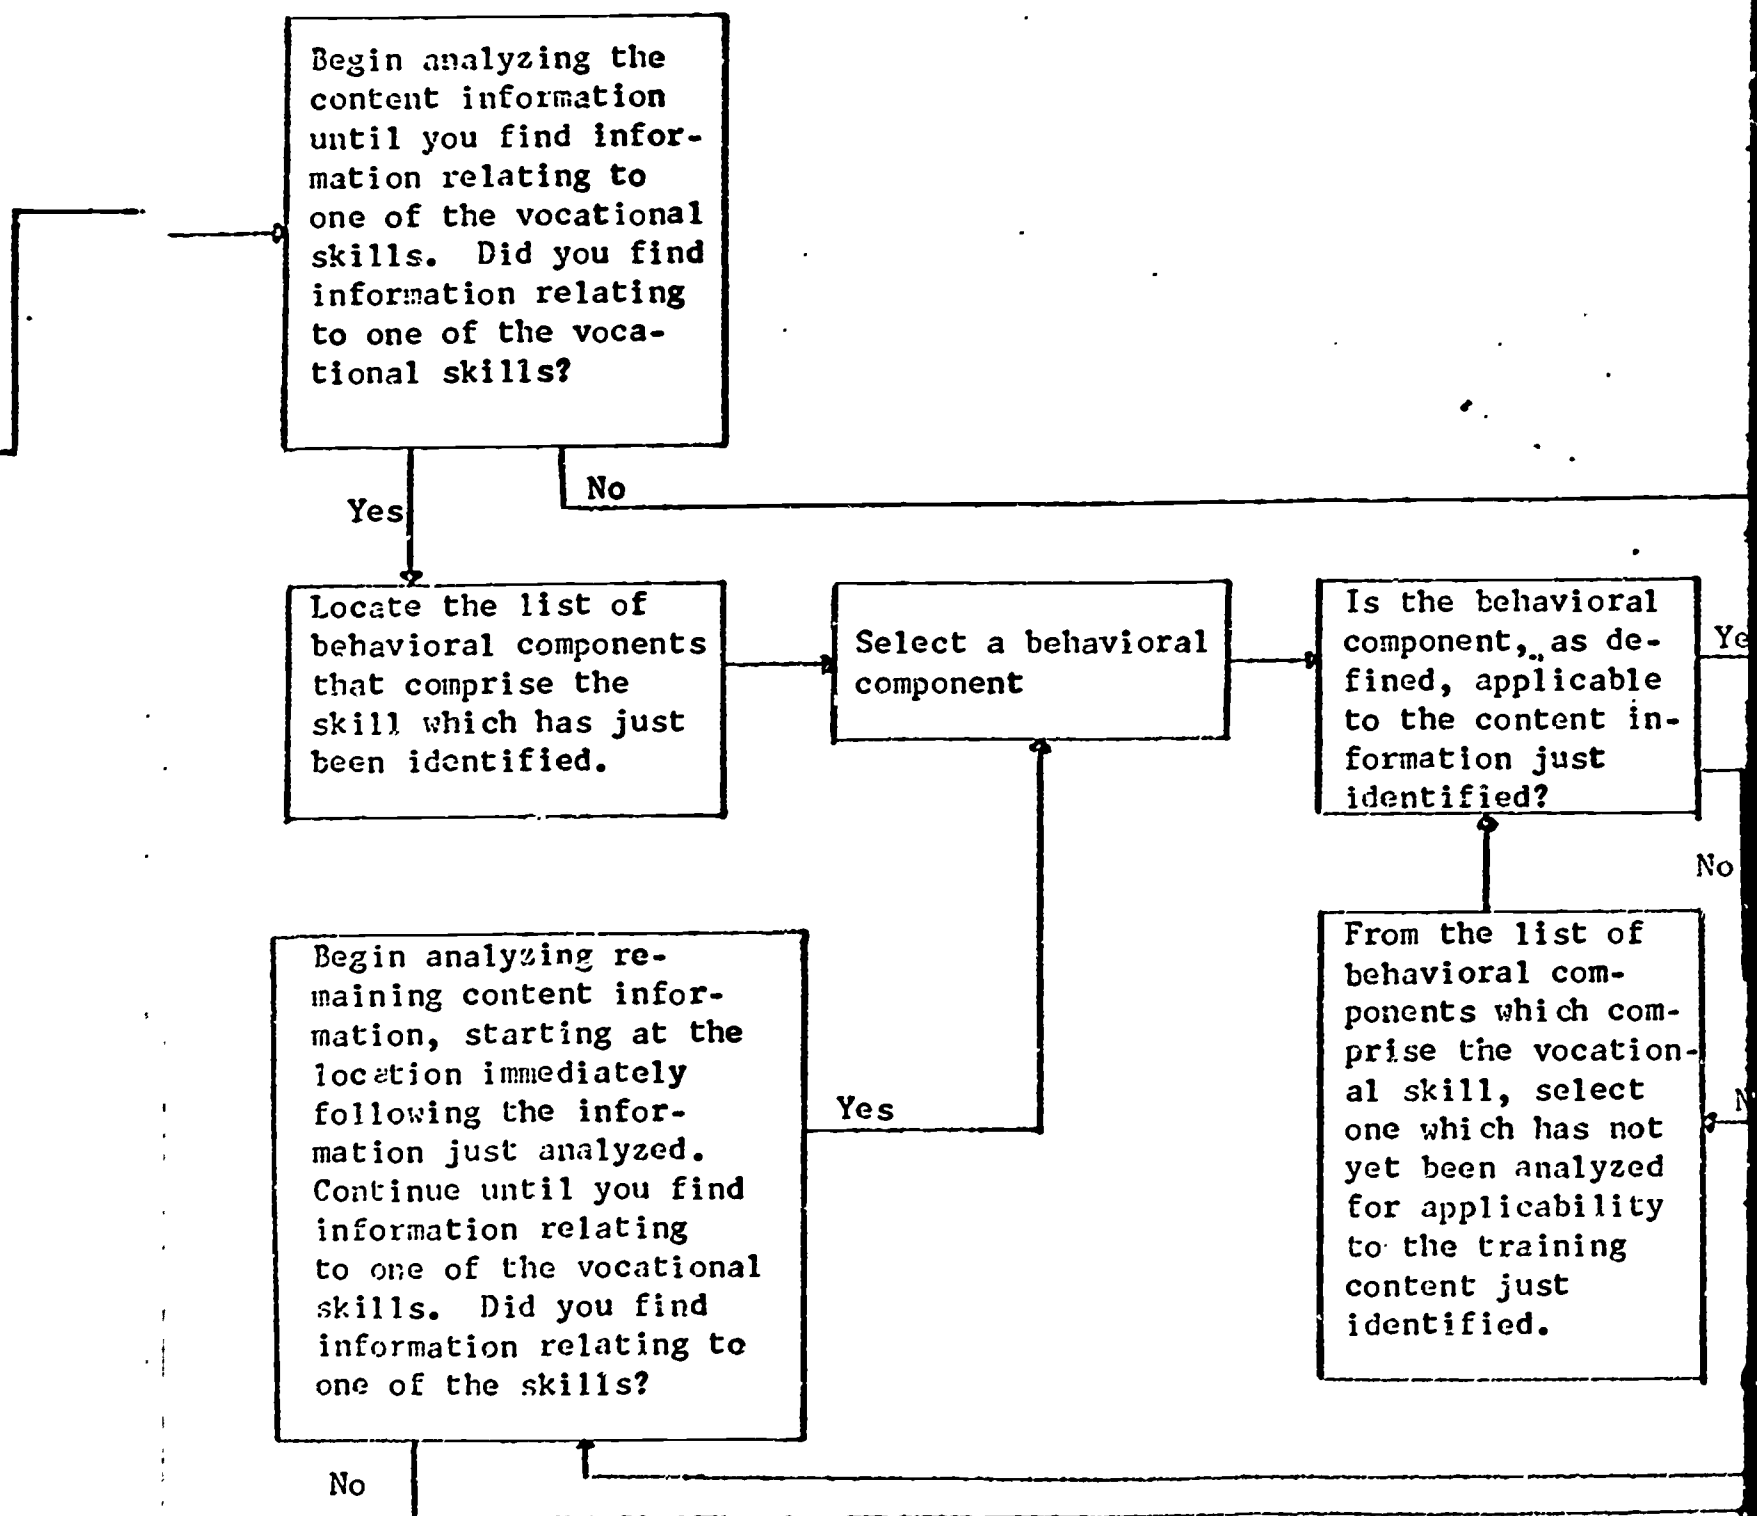 Begin analyzing the
content information
until you find infor-
mation relating to
one of the vocational
skills.  Did you find
information relating
to one of the voca-
tional skills?
Yes
No
Locate the list of
behavioral components
that comprise the
skill which has just
been identified.
Select a behavioral
component
Is the behavioral
component, as de-
fined, applicable
to the content in-
formation just
identified?
Ye
No
Begin analyzing re-
maining content infor-
mation, starting at the
location immediately
following the infor-
mation just analyzed.
Continue until you find
information relating
to one of the vocational
skills.  Did you find
information relating to
one of the skills?
Yes
No
From the list of
behavioral com-
ponents which com-
prise the vocation-
al skill, select
one which has not
yet been analyzed
for applicability
to the training
content just
identified.